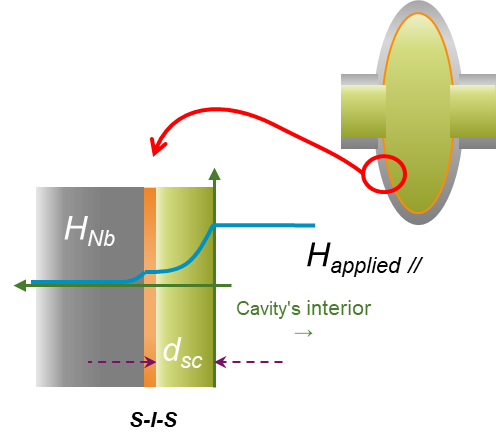 H_Nb
H_applied //
Cavity's interior
→
d_sc
S-I-S